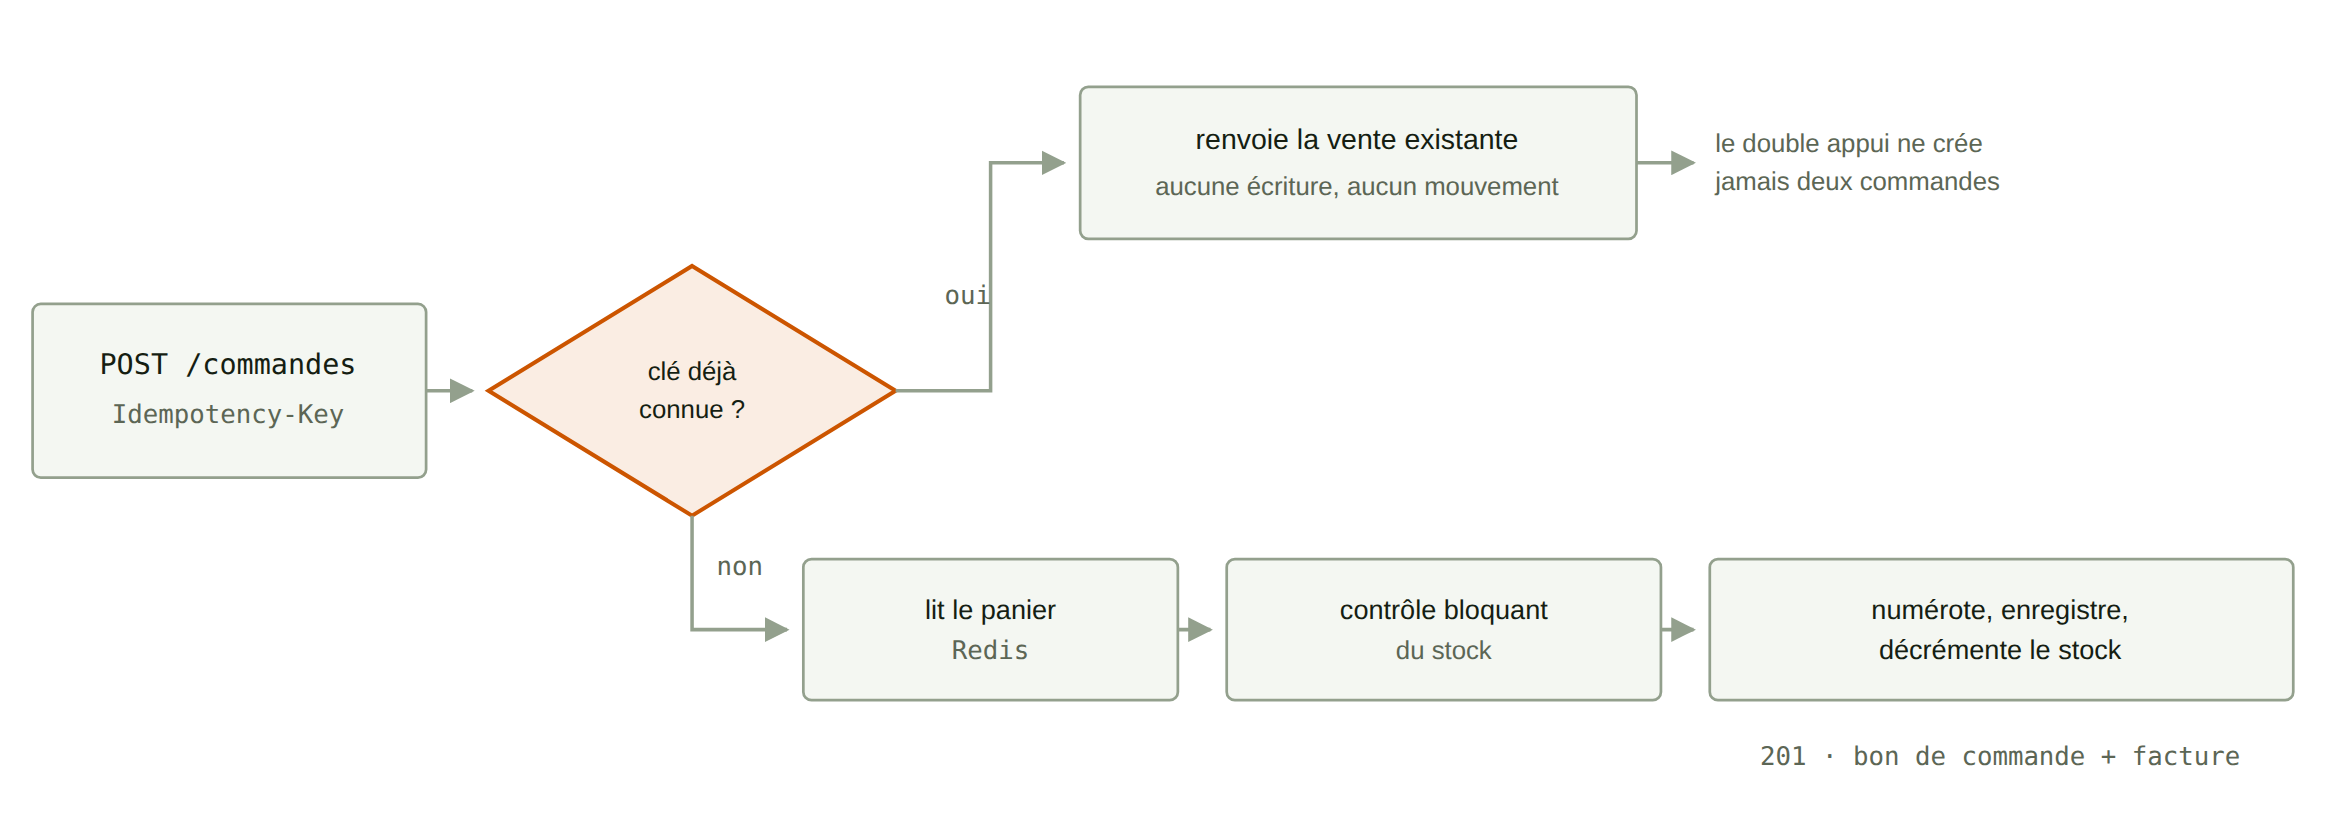 POST /commandes
Idempotency-Key
clé déjà
connue ?
oui
renvoie la vente existante
aucune écriture, aucun mouvement
le double appui ne crée
jamais deux commandes
non
lit le panier
Redis
contrôle bloquant
du stock
numérote, enregistre,
décrémente le stock
201 · bon de commande + facture